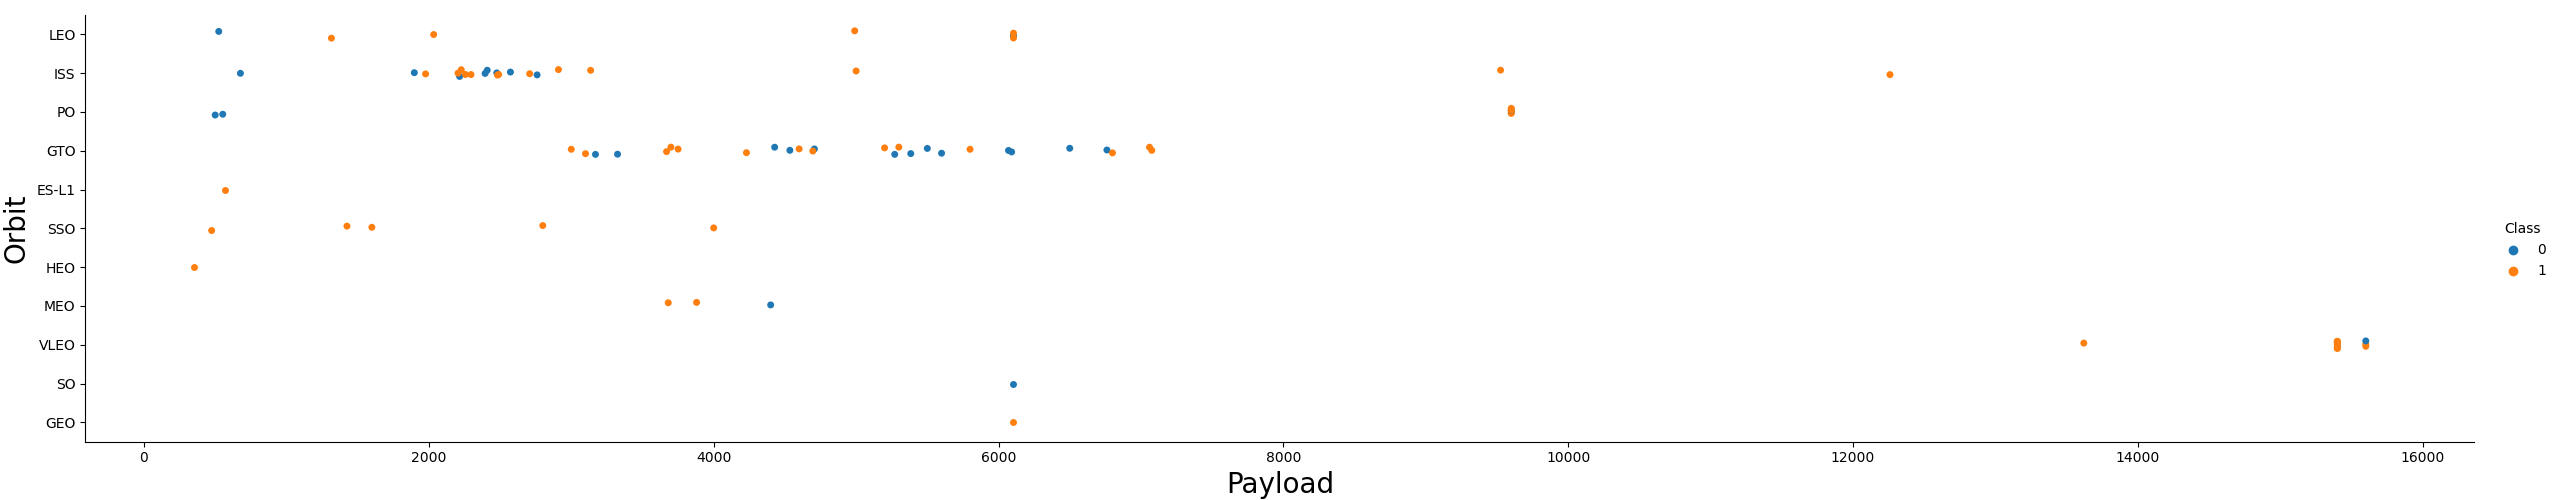 LEO
ISS
PO
GTO
ES-L1
SSO
HEO
MEO
VLEO
SO
GEO
Orbit
0 2000 4000 6000 8000 10000 12000 14000 16000
Payload
Class
0
1